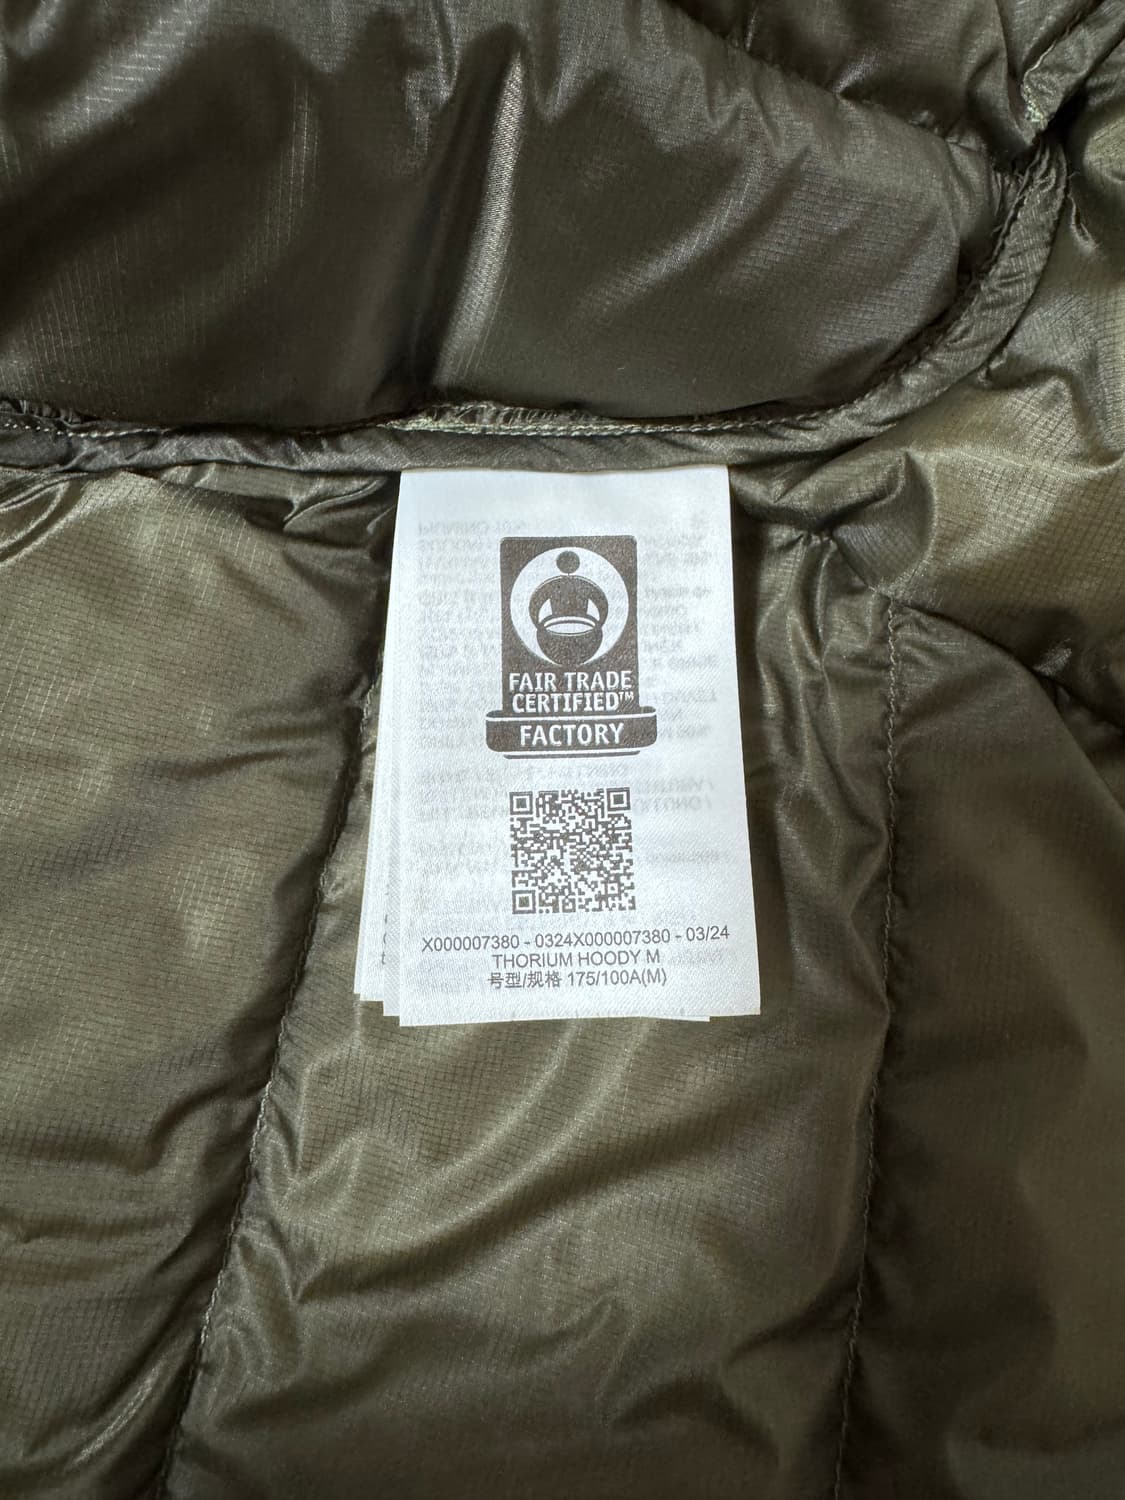 FAIR TRADE
CERTIFIED™
FACTORY
X000007380 - 0324X000007380 - 03/24
THORIUM HOODY M
号型/规格 175/100A(M)